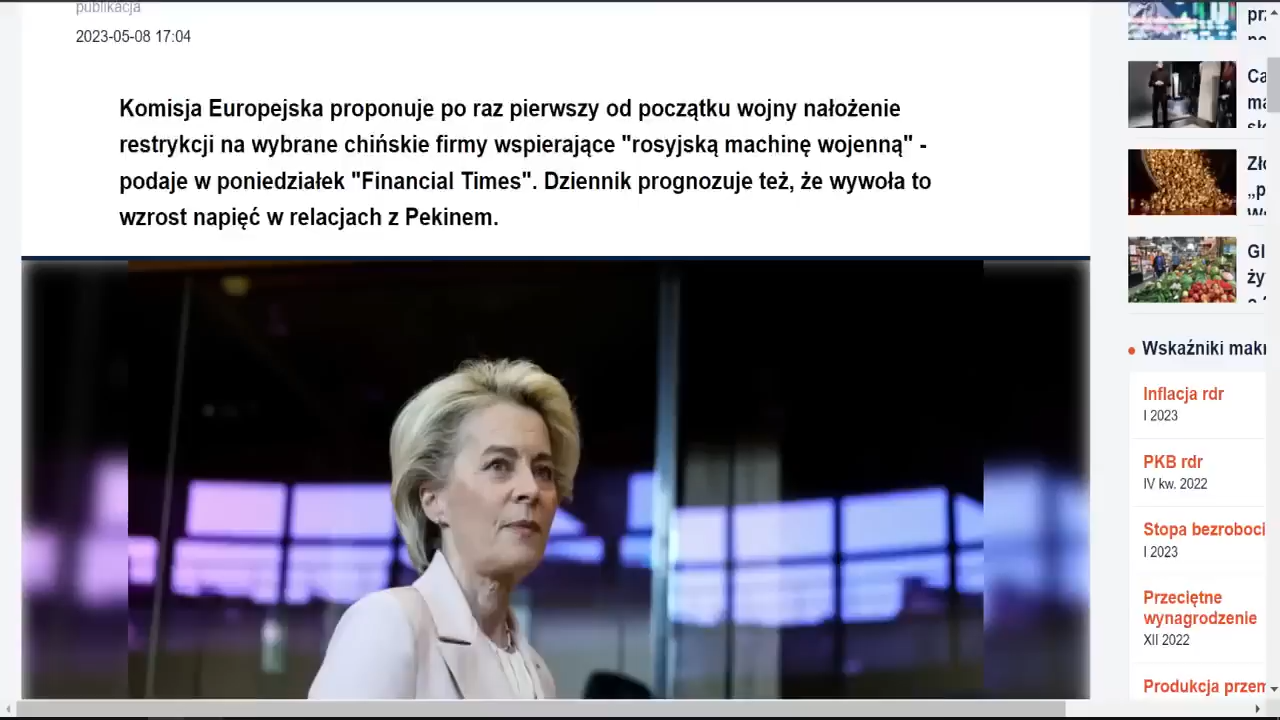 publikacja
2023-05-08 17:04
Komisja Europejska proponuje po raz pierwszy od początku wojny nałożenie
restrykcji na wybrane chińskie firmy wspierające "rosyjską machinę wojenną" -
podaje w poniedziałek "Financial Times". Dziennik prognozuje też, że wywoła to
wzrost napięć w relacjach z Pekinem.
Wskaźniki makr
Inflacja rdr
I 2023
PKB rdr
IV kw. 2022
Stopa bezroboci
I 2023
Przeciętne
wynagrodzenie
XII 2022
Produkcja przem